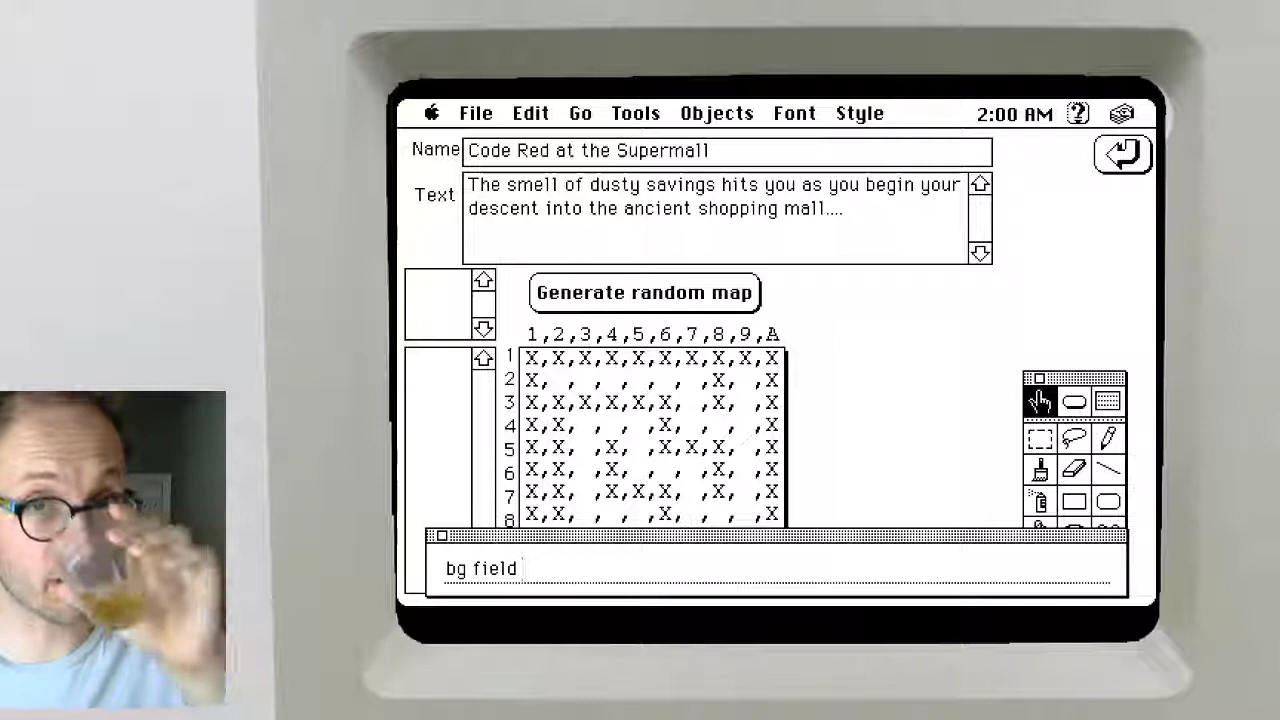 File Edit Go Tools Objects Font Style 2:00 AM ?
Name Code Red at the Supermall
Text The smell of dusty savings hits you as you begin your
descent into the ancient shopping mall....
Generate random map
1,2,3,4,5,6,7,8,9,A
1 X,X,X,X,X,X,X,X,X,X
2 X, , , , , , ,X, ,X
3 X,X,X,X,X,X, ,X, ,X
4 X,X, , , ,X, , , ,X
5 X,X, ,X, ,X,X,X, ,X
6 X,X, ,X, , , ,X, ,X
7 X,X, ,X,X,X, ,X, ,X
8 X,X, , , ,X, , , ,X
bg field